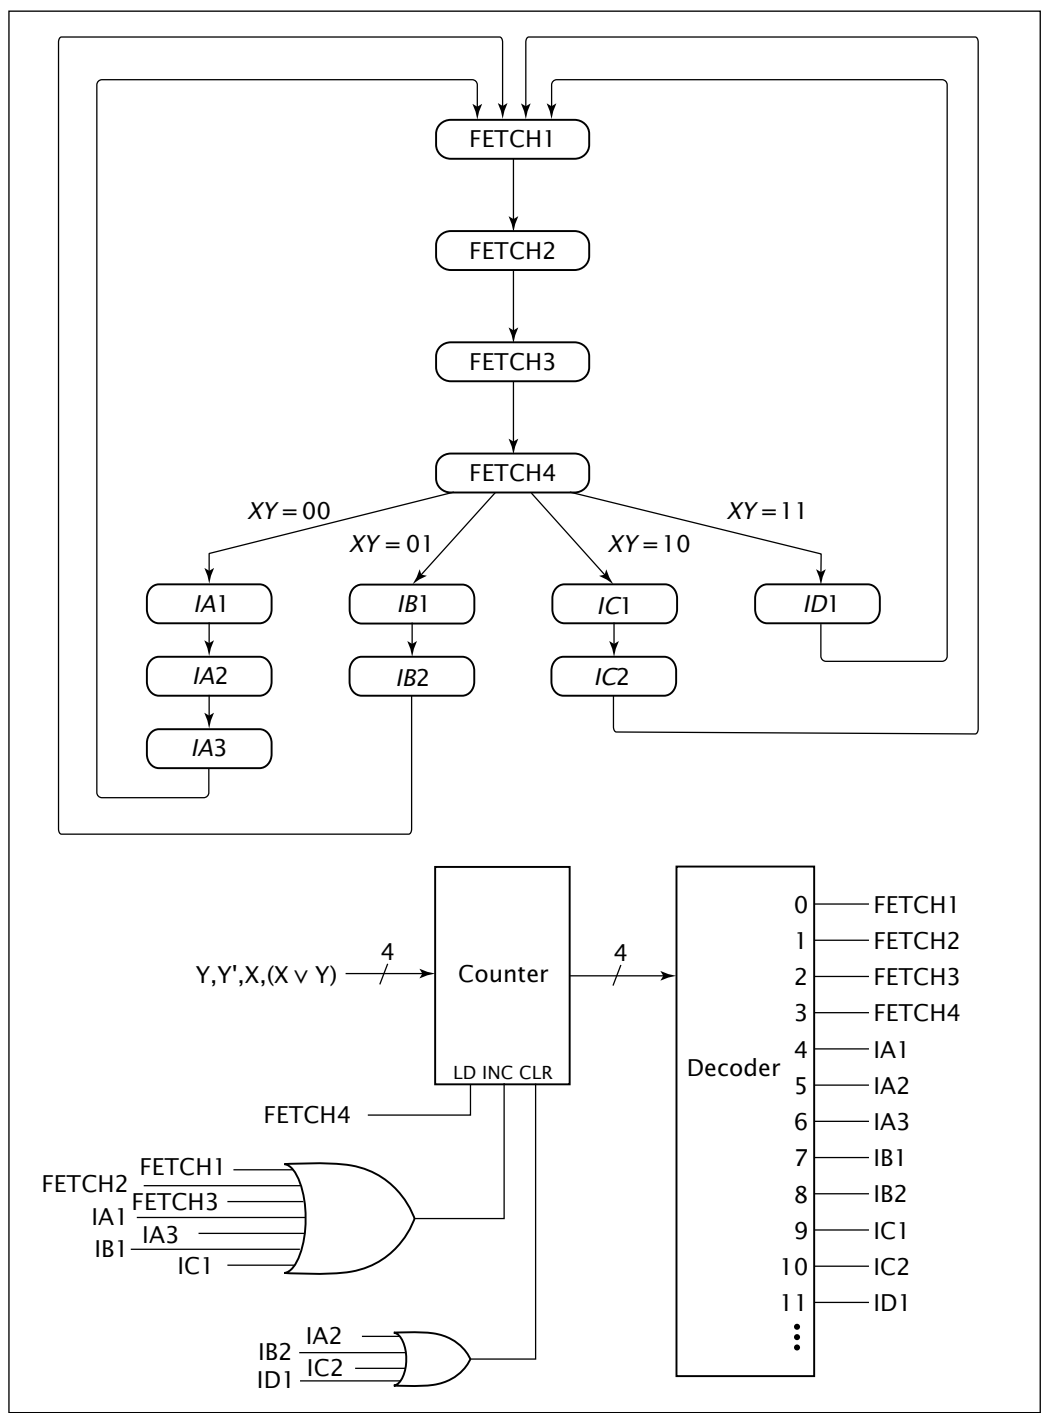 FETCH1
FETCH2
FETCH3
FETCH4
XY = 00
XY = 01
XY = 10
XY = 11
IA1
IB1
IC1
ID1
IA2
IB2
IC2
IA3
Y,Y',X,(X ∨ Y)
4
Counter
4
LD INC CLR
Decoder
0 FETCH1
1 FETCH2
2 FETCH3
3 FETCH4
4 IA1
5 IA2
6 IA3
7 IB1
8 IB2
9 IC1
10 IC2
11 ID1
FETCH4
FETCH1
FETCH2
FETCH3
IA1
IA3
IB1
IC1
IA2
IB2
IC2
ID1